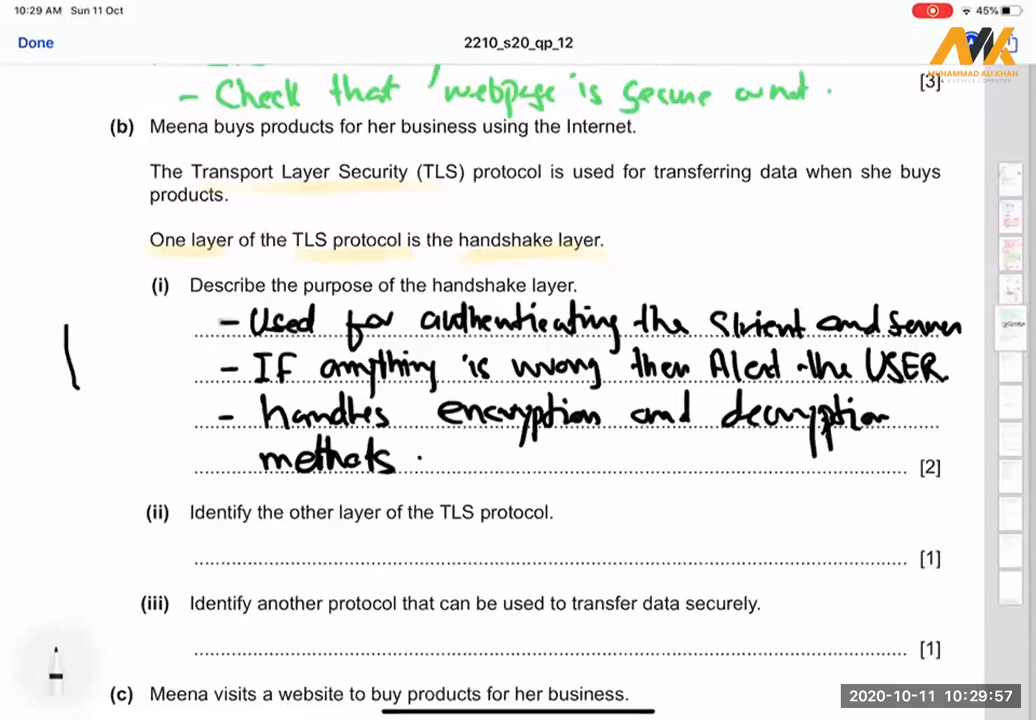 10:29 AM Sun 11 Oct
45%
Done
2210_s20_qp_12
MUHAMMAD ALI KHAN
- Check that webpage is secure or not.
[3]
(b) Meena buys products for her business using the Internet.
The Transport Layer Security (TLS) protocol is used for transferring data when she buys
products.
One layer of the TLS protocol is the handshake layer.
(i) Describe the purpose of the handshake layer.
- Used for authenticating the and Server
- IF anything is wrong then Alert the USER
- handles encryption and decryption
methods.
[2]
(ii) Identify the other layer of the TLS protocol.
[1]
(iii) Identify another protocol that can be used to transfer data securely.
[1]
(c) Meena visits a website to buy products for her business.
2020-10-11 10:29:57